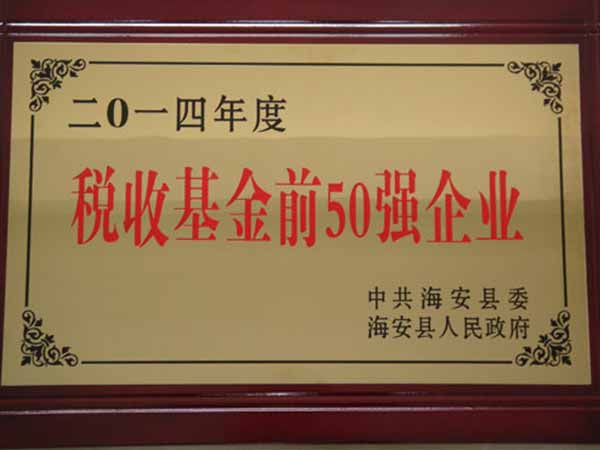 二0一四年度
税收基金前50强企业
中共海安县委
海安县人民政府